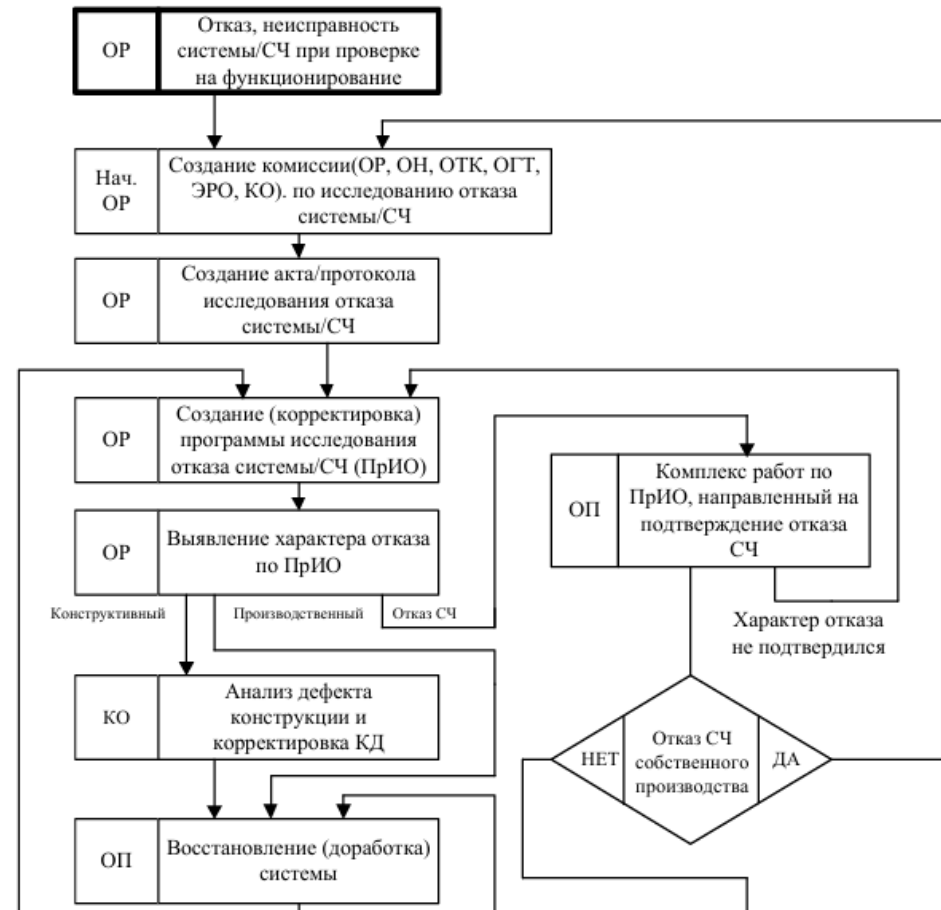 ОР
Отказ, неисправность
системы/СЧ при проверке
на функционирование
Нач.
ОР
Создание комиссии(ОР, ОН, ОТК, ОГТ,
ЭРО, КО). по исследованию отказа
системы/СЧ
ОР
Создание акта/протокола
исследования отказа
системы/СЧ
ОР
Создание (корректировка)
программы исследования
отказа системы/СЧ (ПрИО)
ОП
Комплекс работ по
ПрИО, направленный на
подтверждение отказа
СЧ
ОР
Выявление характера отказа
по ПрИО
Конструктивный
Производственный
Отказ СЧ
Характер отказа
не подтвердился
КО
Анализ дефекта
конструкции и
корректировка КД
НЕТ
Отказ СЧ
собственного
производства
ДА
ОП
Восстановление (доработка)
системы